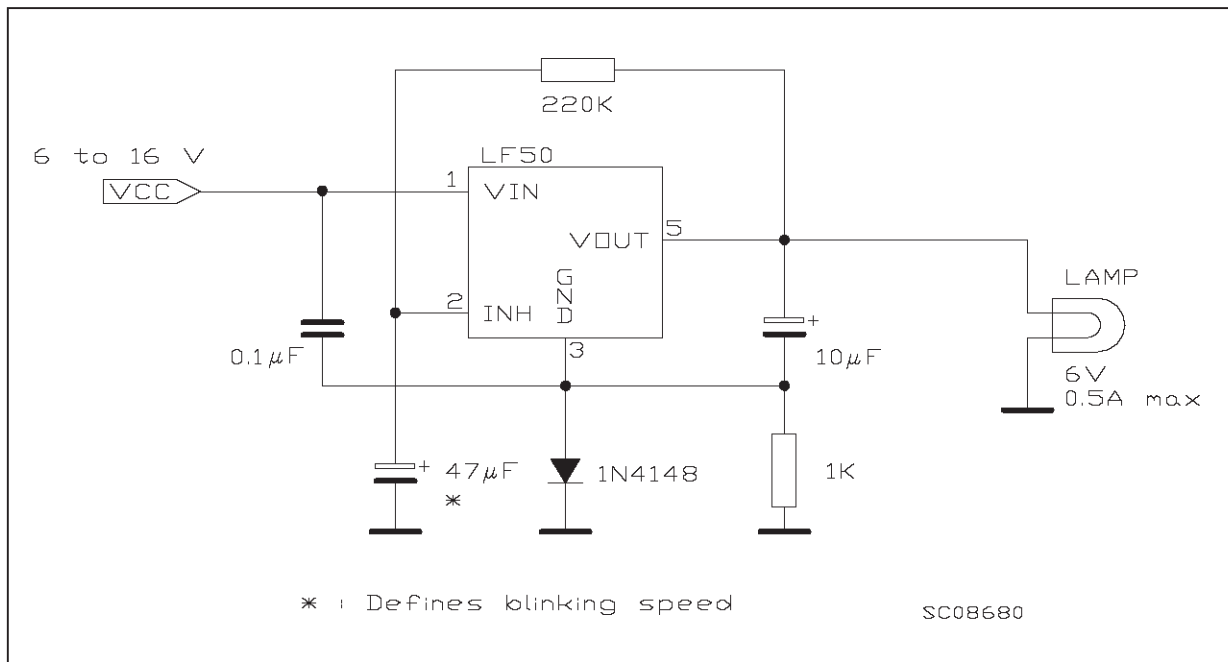 220K
6 to 16 V
LF50
VCC
1
VIN
VOUT
5
GND
LAMP
2
INH
3
0.1µF
10µF
6V
0.5A max
47µF
*
1N4148
1K
* : Defines blinking speed
SC08680